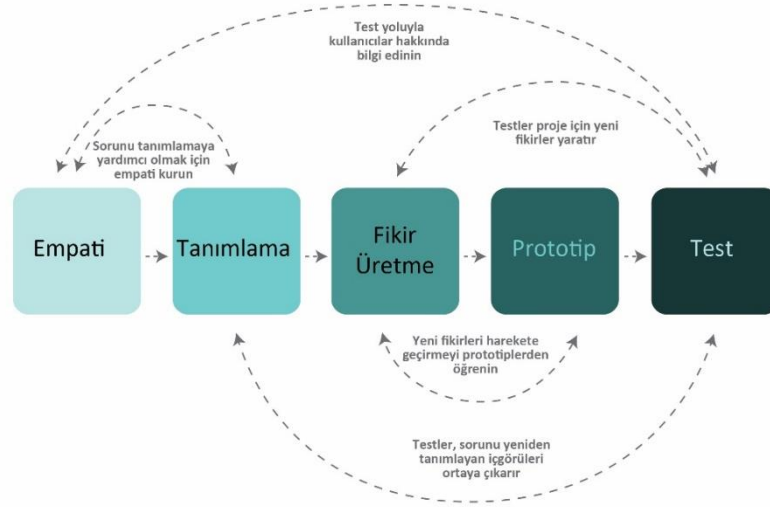 Test yoluyla
kullanıcılar hakkında
bilgi edinin
Sorunu tanımlamaya
yardımcı olmak için
empati kurun
Testler proje için yeni
fikirler yaratır
Empati
Tanımlama
Fikir
Üretme
Prototip
Test
Yeni fikirleri harekete
geçirmeyi prototiplerden
öğrenin
Testler, sorunu yeniden
tanımlayan içgörüleri
ortaya çıkarır